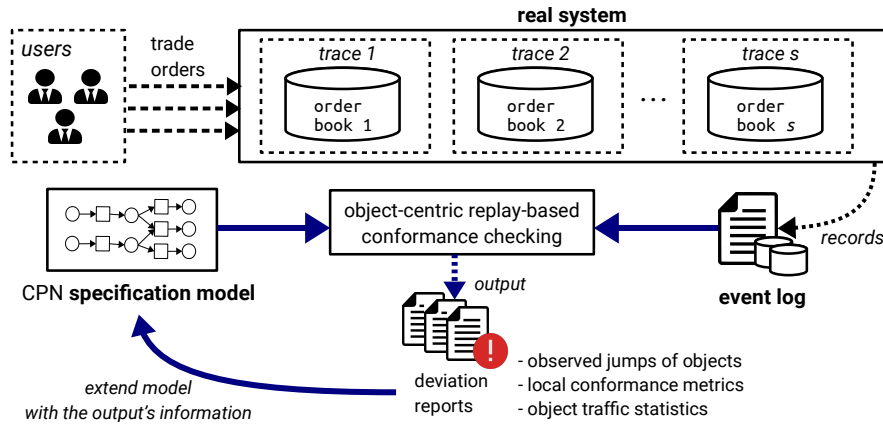 real system
users
trade
orders
trace 1
order
book 1
trace 2
order
book 2
...
trace s
order
book s
object-centric replay-based
conformance checking
records
CPN specification model
output
event log
extend model
with the output's information
deviation
reports
- observed jumps of objects
- local conformance metrics
- object traffic statistics